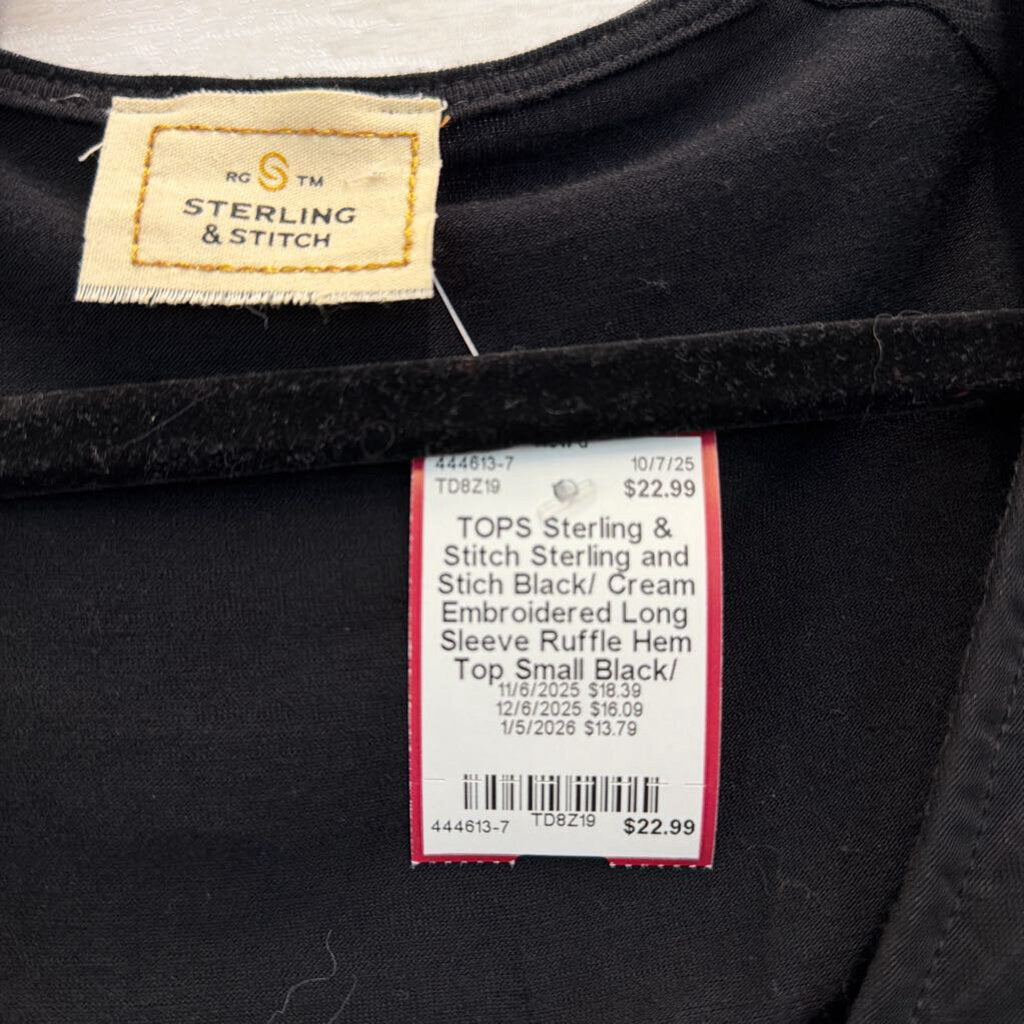 RG S TM
STERLING
& STITCH
444613-7 10/7/25
TD8Z19 $22.99
TOPS Sterling &
Stitch Sterling and
Stich Black/ Cream
Embroidered Long
Sleeve Ruffle Hem
Top Small Black/
11/6/2025 $18.39
12/6/2025 $16.09
1/5/2026 $13.79
444613-7 TD8Z19 $22.99